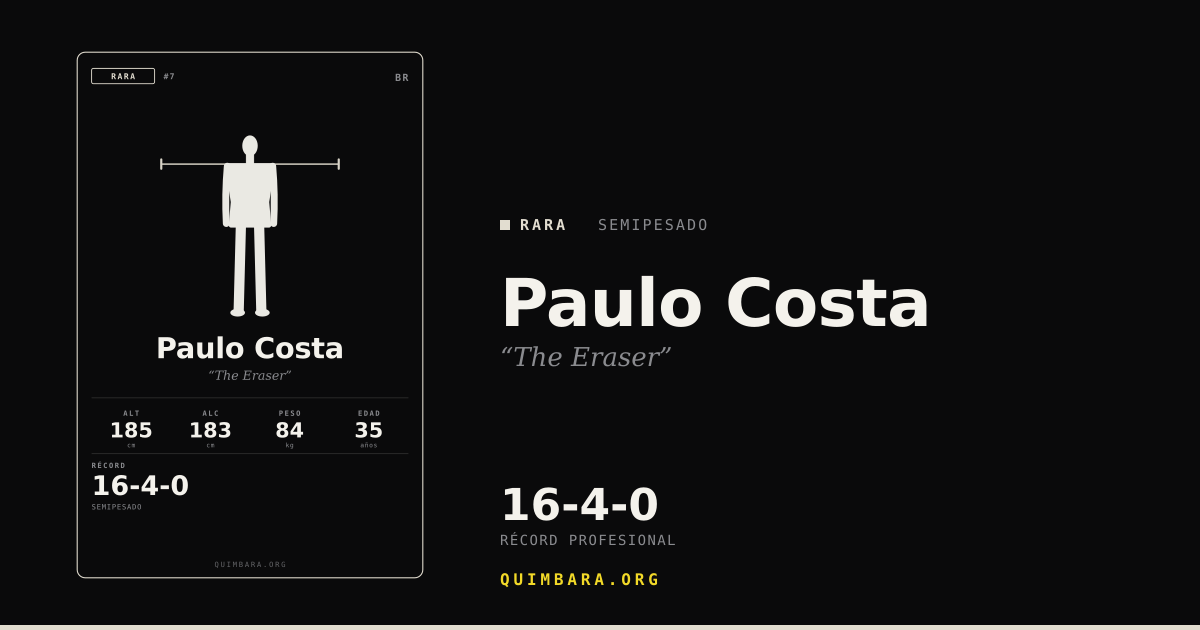 RARA #7 BR
Paulo Costa
“The Eraser”
ALT ALC PESO EDAD
185 183 84 35
cm cm kg años
RÉCORD
16-4-0
SEMIPESADO
QUIMBARA.ORG
RARA SEMIPESADO
Paulo Costa
“The Eraser”
16-4-0
RÉCORD PROFESIONAL
QUIMBARA.ORG